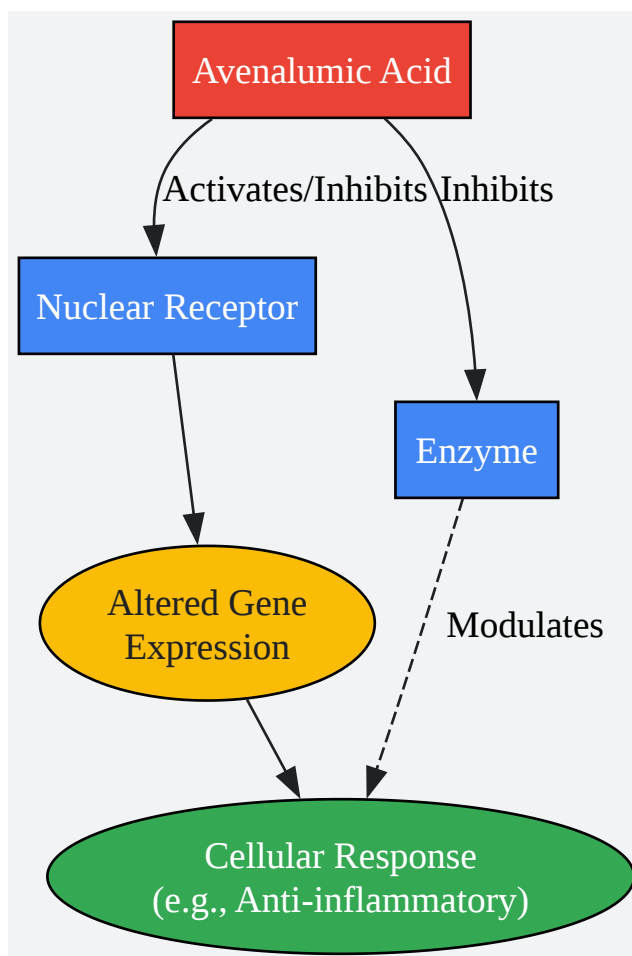 Avenalumic Acid
Activates/Inhibits
Inhibits
Nuclear Receptor
Enzyme
Altered Gene
Expression
Modulates
Cellular Response
(e.g., Anti-inflammatory)